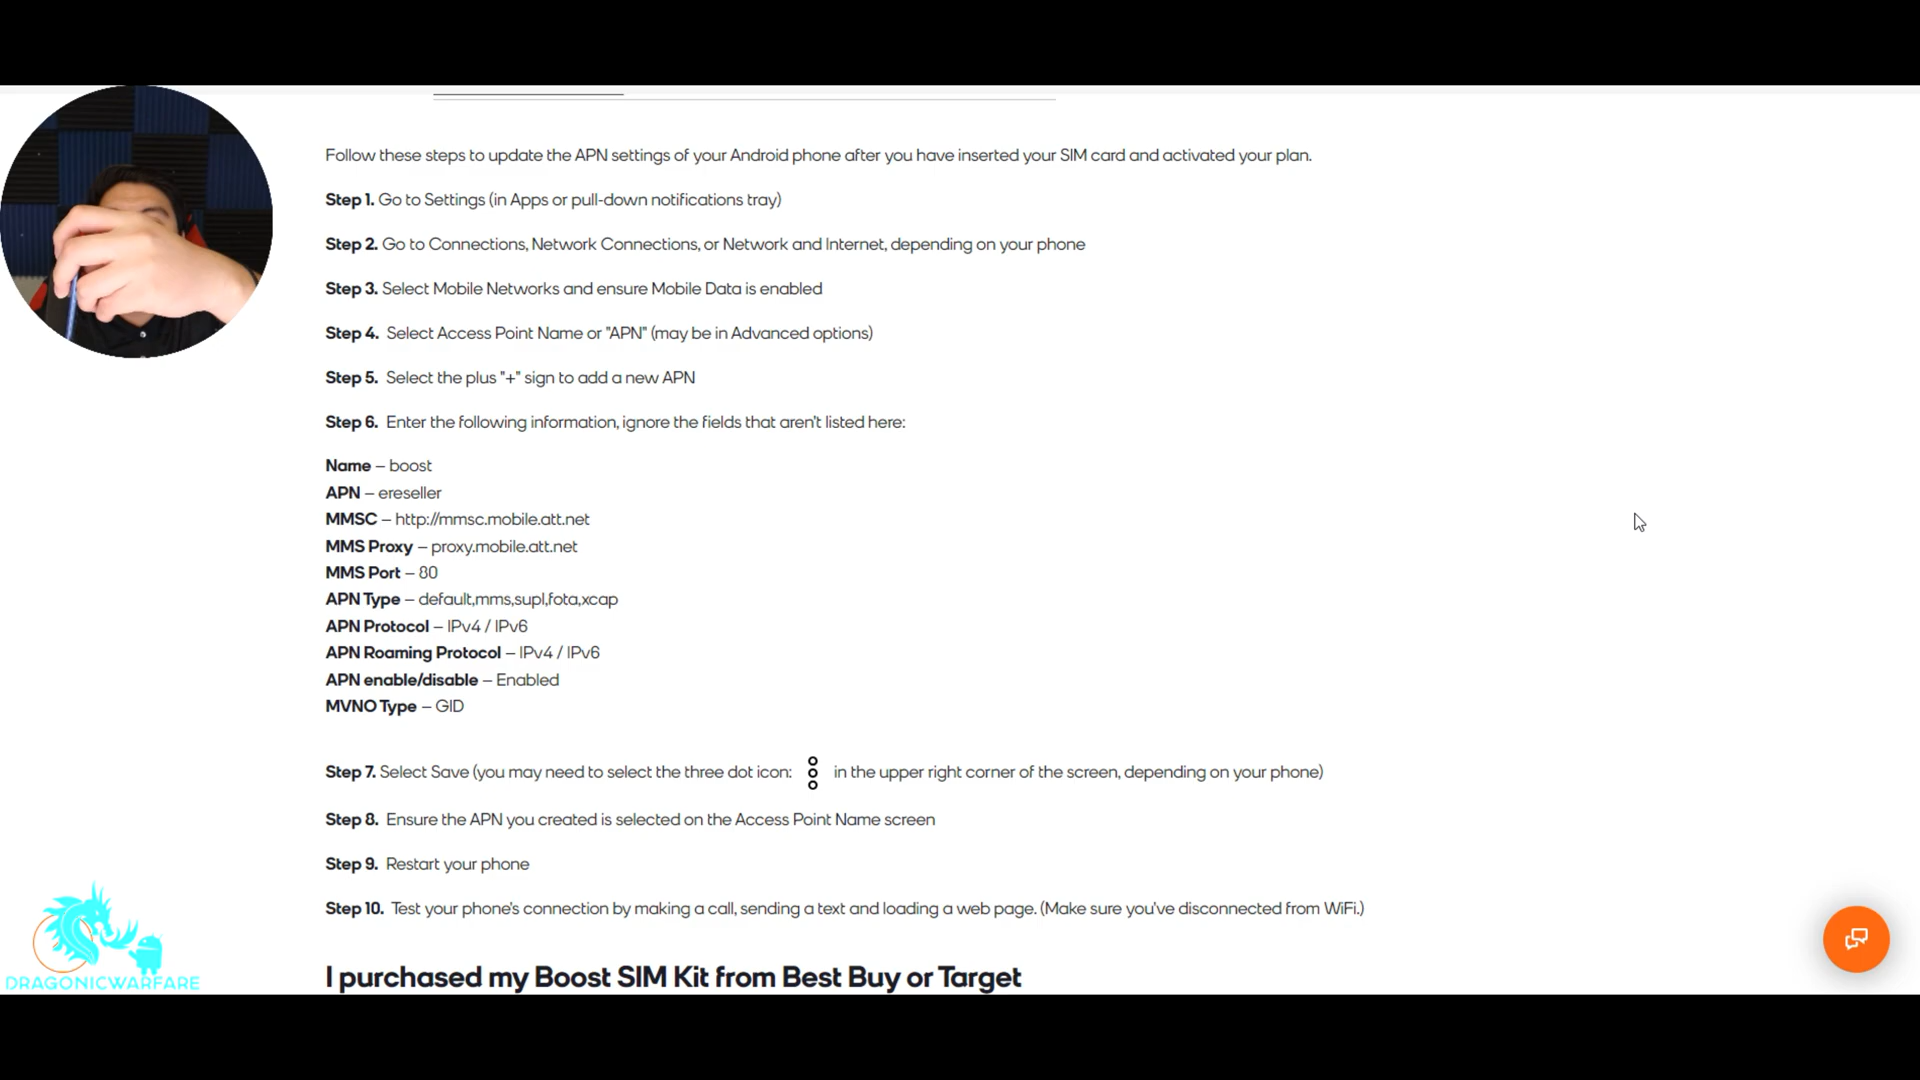 Follow these steps to update the APN settings of your Android phone after you have inserted your SIM card and activated your plan.
Step 1. Go to Settings (in Apps or pull-down notifications tray)
Step 2. Go to Connections, Network Connections, or Network and Internet, depending on your phone
Step 3. Select Mobile Networks and ensure Mobile Data is enabled
Step 4. Select Access Point Name or "APN" (may be in Advanced options)
Step 5. Select the plus "+" sign to add a new APN
Step 6. Enter the following information, ignore the fields that aren't listed here:
Name – boost
APN – ereseller
MMSC – http://mmsc.mobile.att.net
MMS Proxy – proxy.mobile.att.net
MMS Port – 80
APN Type – default,mms,supl,fota,xcap
APN Protocol – IPv4 / IPv6
APN Roaming Protocol – IPv4 / IPv6
APN enable/disable – Enabled
MVNO Type – GID
Step 7. Select Save (you may need to select the three dot icon: in the upper right corner of the screen, depending on your phone)
Step 8. Ensure the APN you created is selected on the Access Point Name screen
Step 9. Restart your phone
Step 10. Test your phone's connection by making a call, sending a text and loading a web page. (Make sure you've disconnected from WiFi.)
I purchased my Boost SIM Kit from Best Buy or Target
DRAGONICWARFARE